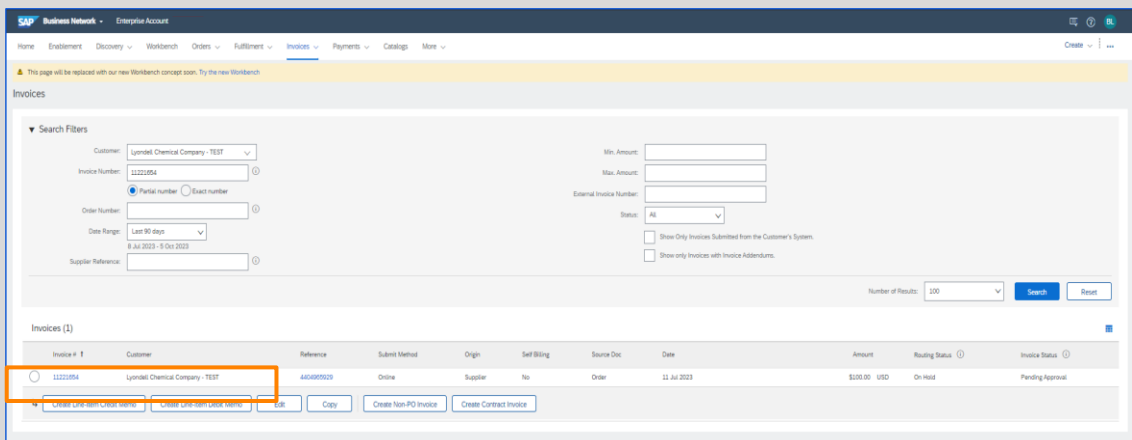 SAP Business Network Enterprise Account BL
Home Enablement Discovery Workbench Orders Fulfillment Invoices Payments Catalogs More Create
This page will be replaced with our new Workbench concept soon. Try the new Workbench
Invoices
Search Filters
Customer: Lyondell Chemical Company - TEST Min. Amount:
Invoice Number: 11221654 Max. Amount:
Partial number Exact number External Invoice Number:
Order Number: Status: All
Date Range: Last 90 days Show Only Invoices Submitted from the Customer's System.
8 Jul 2023 - 5 Oct 2023 Show only Invoices with Invoice Addendums.
Supplier Reference:
Number of Results: 100 Search Reset
Invoices (1)
Invoice # ↑ Customer Reference Submit Method Origin Self Billing Source Doc Date Amount Routing Status Invoice Status
11221654 Lyondell Chemical Company - TEST 4404965929 Online Supplier No Order 11 Jul 2023 $100.00 USD On Hold Pending Approval
Create Line-Item Credit Memo Create Line-Item Debit Memo Edit Copy Create Non-PO Invoice Create Contract Invoice